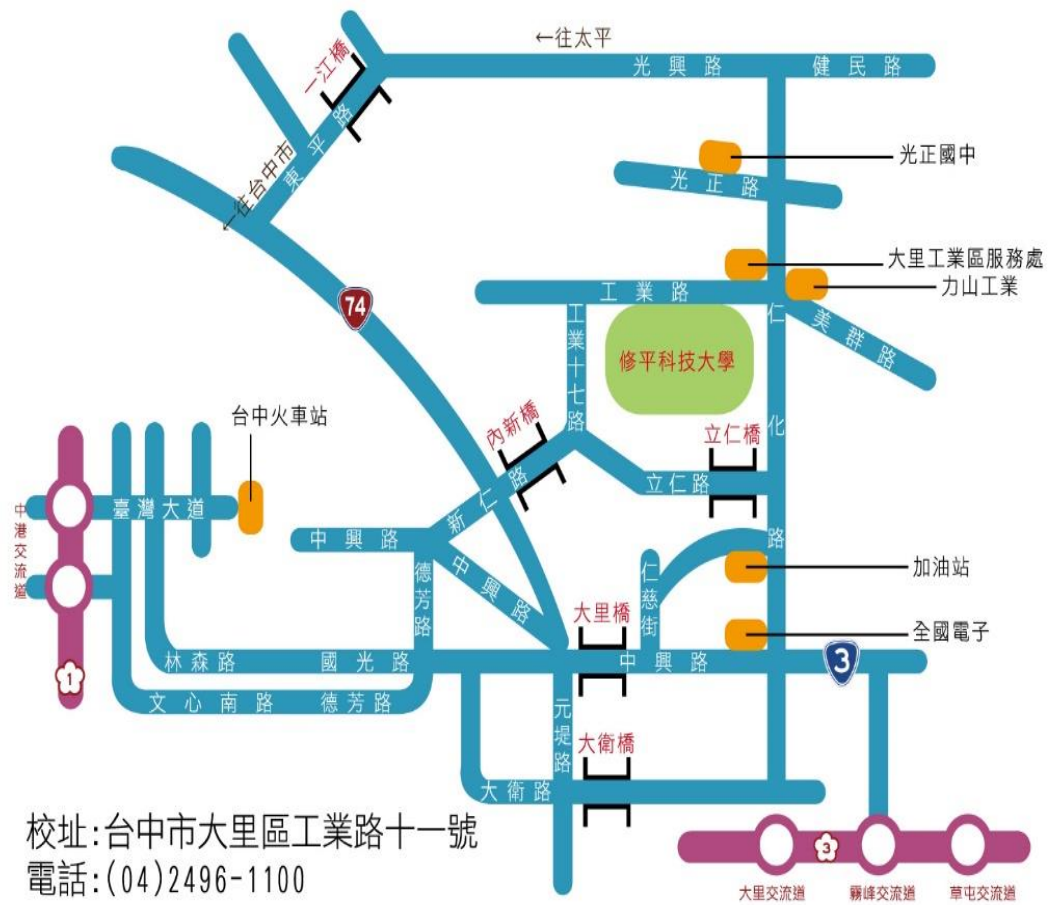 ←往太平
一江橋
光興路
健民路
東平路
←往台中市
光正國中
光正路
大里工業區服務處
力山工業
工業路
美群路
74
工業十七路
修平科技大學
仁化路
台中火車站
內新橋
立仁橋
新仁路
立仁路
臺灣大道
中港交流道
中興路
德芳路
中興路
仁慈街
加油站
大里橋
全國電子
林森路
國光路
中興路
3
1
文心南路
德芳路
元堤路
大衛橋
大衛路
校址:台中市大里區工業路十一號
電話:(04)2496-1100
3
大里交流道
霧峰交流道
草屯交流道